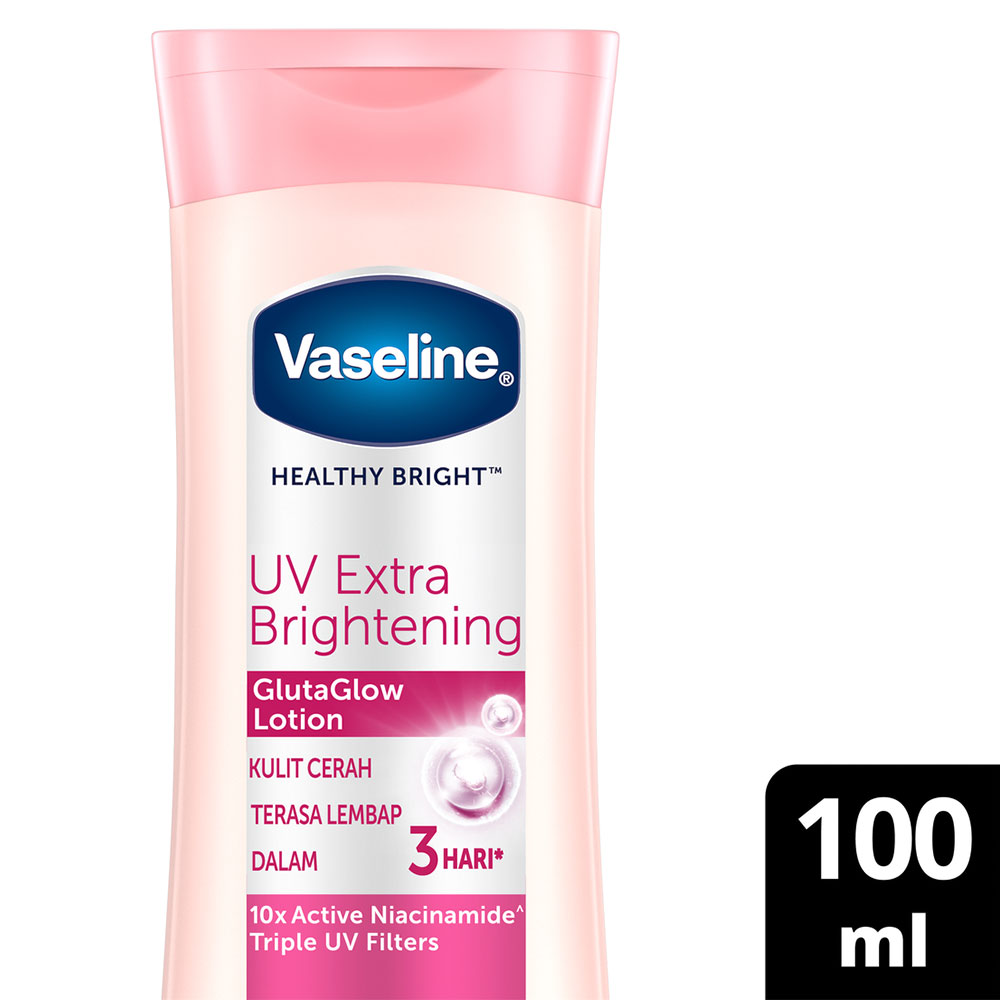 Vaseline®
HEALTHY BRIGHT™
UV Extra
Brightening
GlutaGlow
Lotion
KULIT CERAH
TERASA LEMBAP
DALAM 3 HARI*
10x Active Niacinamide^
Triple UV Filters
100
ml